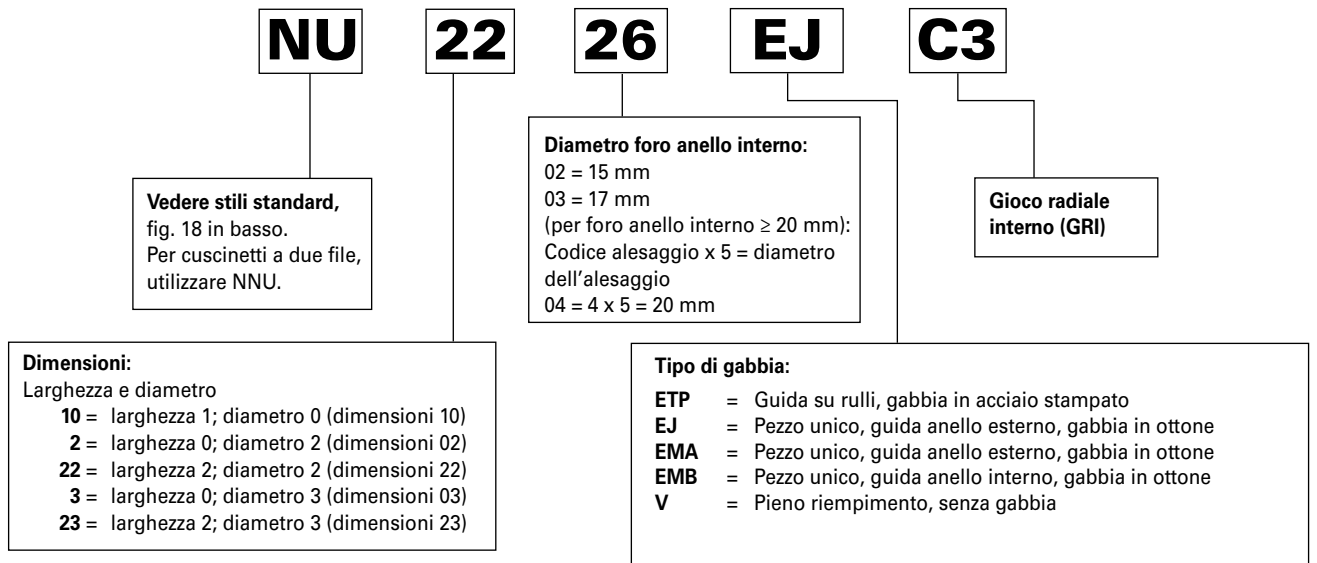 NU 22 26 EJ C3
Vedere stili standard,
fig. 18 in basso.
Per cuscinetti a due file,
utilizzare NNU.
Diametro foro anello interno:
02 = 15 mm
03 = 17 mm
(per foro anello interno ≥ 20 mm):
Codice alesaggio x 5 = diametro
dell'alesaggio
04 = 4 x 5 = 20 mm
Gioco radiale
interno (GRI)
Dimensioni:
Larghezza e diametro
10 = larghezza 1; diametro 0 (dimensioni 10)
2 = larghezza 0; diametro 2 (dimensioni 02)
22 = larghezza 2; diametro 2 (dimensioni 22)
3 = larghezza 0; diametro 3 (dimensioni 03)
23 = larghezza 2; diametro 3 (dimensioni 23)
Tipo di gabbia:
ETP = Guida su rulli, gabbia in acciaio stampato
EJ = Pezzo unico, guida anello esterno, gabbia in ottone
EMA = Pezzo unico, guida anello esterno, gabbia in ottone
EMB = Pezzo unico, guida anello interno, gabbia in ottone
V = Pieno riempimento, senza gabbia